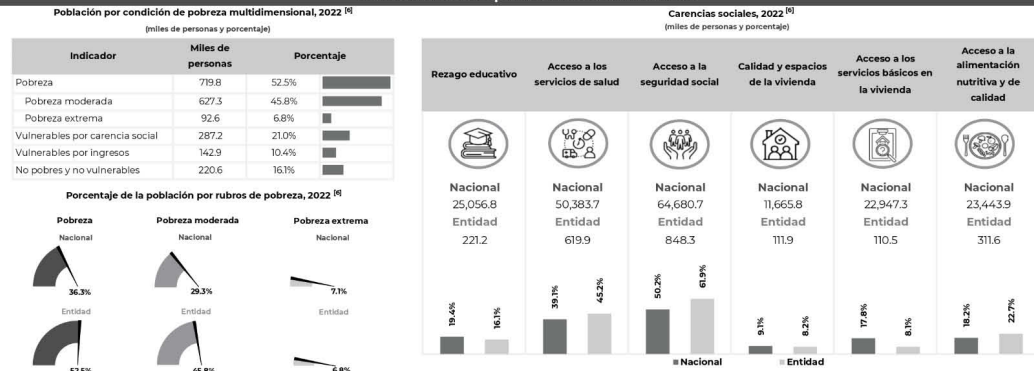 Población por condición de pobreza multidimensional, 2022 [6]
(miles de personas y porcentaje)
Indicador Miles de personas Porcentaje
Pobreza 719.8 52.5%
Pobreza moderada 627.3 45.8%
Pobreza extrema 92.6 6.8%
Vulnerables por carencia social 287.2 21.0%
Vulnerables por ingresos 142.9 10.4%
No pobres y no vulnerables 220.6 16.1%
Porcentaje de la población por rubros de pobreza, 2022 [6]
Pobreza Pobreza moderada Pobreza extrema
Nacional Nacional Nacional
36.3% 29.3% 7.1%
Entidad Entidad Entidad
52.5% 45.8% 6.8%
Carencias sociales, 2022 [6]
(miles de personas y porcentaje)
Rezago educativo
Acceso a los
servicios de salud
Acceso a la
seguridad social
Calidad y espacios
de la vivienda
Acceso a los
servicios básicos en
la vivienda
Acceso a la
alimentación
nutritiva y de
calidad
Nacional Nacional Nacional Nacional Nacional Nacional
25,056.8 50,383.7 64,680.7 11,665.8 22,947.3 23,443.9
Entidad Entidad Entidad Entidad Entidad Entidad
221.2 619.9 848.3 111.9 110.5 311.6
19.4% 16.1% 39.1% 45.2% 50.2% 61.9% 9.1% 8.2% 17.8% 8.1% 18.2% 22.7%
Nacional Entidad